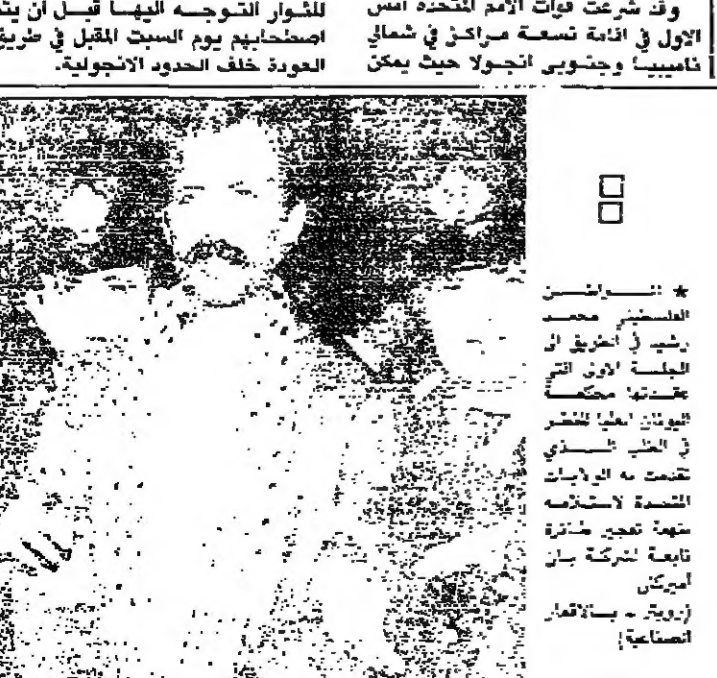 وقد شرعت قوات الأمم المتحدة امس
الاول في اقامة تسعة مراكز في شمالي
ناميبيا وجنوبي انجولا حيث يمكن
للثوار التوجه اليها قبل أن يتم
اصطحابهم يوم السبت المقبل في طريق
العودة خلف الحدود الانجولية.
★ المواطن
الفلسطيني محمد
رشيد في الطريق الى
الجلسة الاولى التي
عقدتها محكمة
اليونان العليا للنظر
في الطلب الذي
تقدمت به الولايات
المتحدة لاستلامه
بتهمة تفجير طائرة
تابعة لشركة بان
أميركان
(رويتر - بالاقمار
الصناعية)